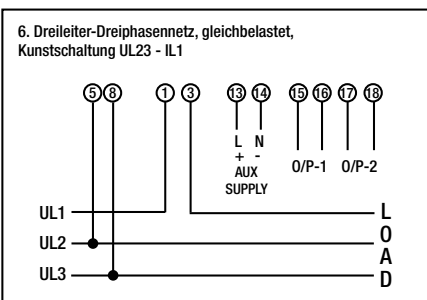 6. Dreileiter-Dreiphasennetz, gleichbelastet,
Kunstschaltung UL23 - IL1
5 8 1 3 13 14 15 16 17 18
L N
+ -
AUX
SUPPLY
O/P-1 O/P-2
UL1
UL2
UL3
LOAD